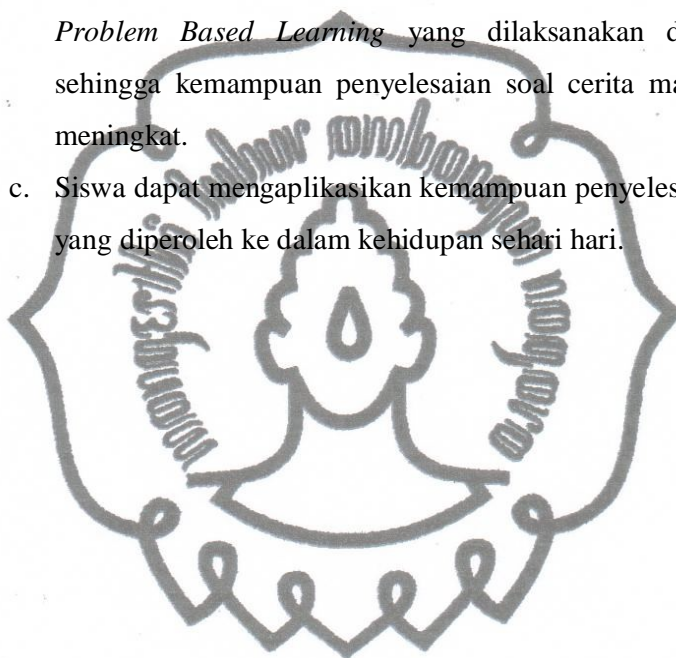 Problem Based Learning yang dilaksanakan d
sehingga kemampuan penyelesaian soal cerita ma
meningkat.
c. Siswa dapat mengaplikasikan kemampuan penyeles
yang diperoleh ke dalam kehidupan sehari hari.